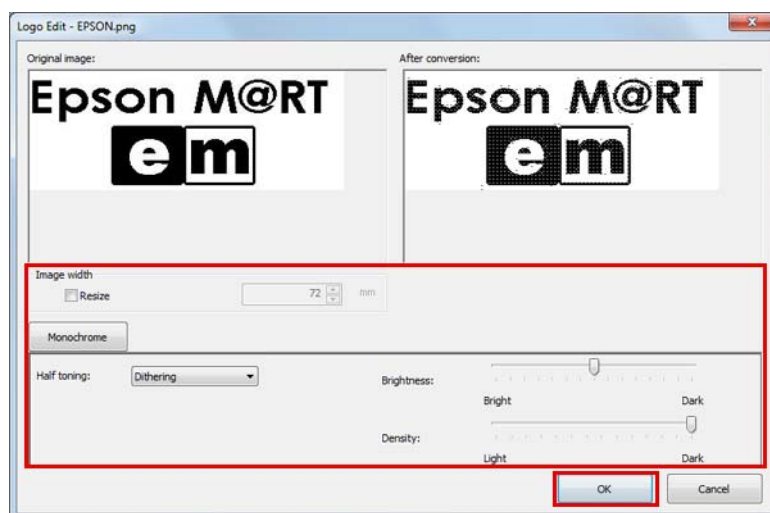 Logo Edit - EPSON.png
Original image:
After conversion:
Epson M@RT
em
Epson M@RT
em
Image width
Resize
72
mm
Monochrome
Half toning:
Dithering
Brightness:
Bright
Dark
Density:
Light
Dark
OK
Cancel